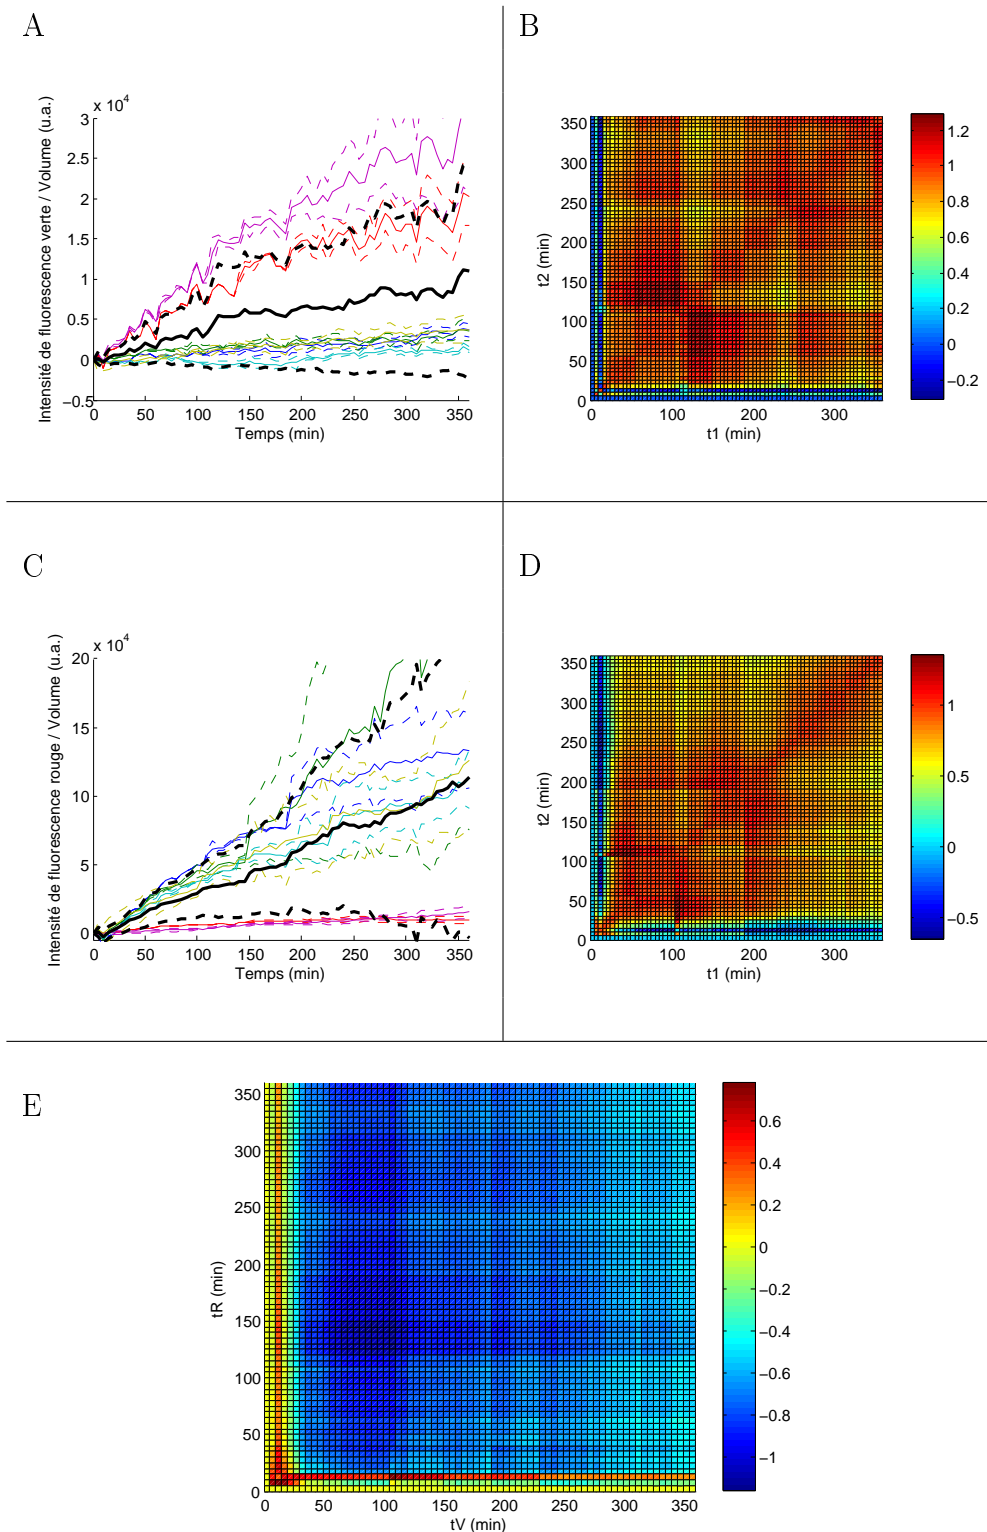 A
B
x 10^4
Intensité de fluorescence verte / Volume (u.a.)
3
2.5
2
1.5
1
0.5
0
−0.5
0 50 100 150 200 250 300 350
Temps (min)
t2 (min)
350
300
250
200
150
100
50
0
0 100 200 300
t1 (min)
1.2
1
0.8
0.6
0.4
0.2
0
−0.2
C
D
x 10^4
Intensité de fluorescence rouge / Volume (u.a.)
20
15
10
5
0
0 50 100 150 200 250 300 350
Temps (min)
t2 (min)
350
300
250
200
150
100
50
0
0 100 200 300
t1 (min)
1
0.5
0
−0.5
E
tR (min)
350
300
250
200
150
100
50
0
0 50 100 150 200 250 300 350
tV (min)
0.6
0.4
0.2
0
−0.2
−0.4
−0.6
−0.8
−1